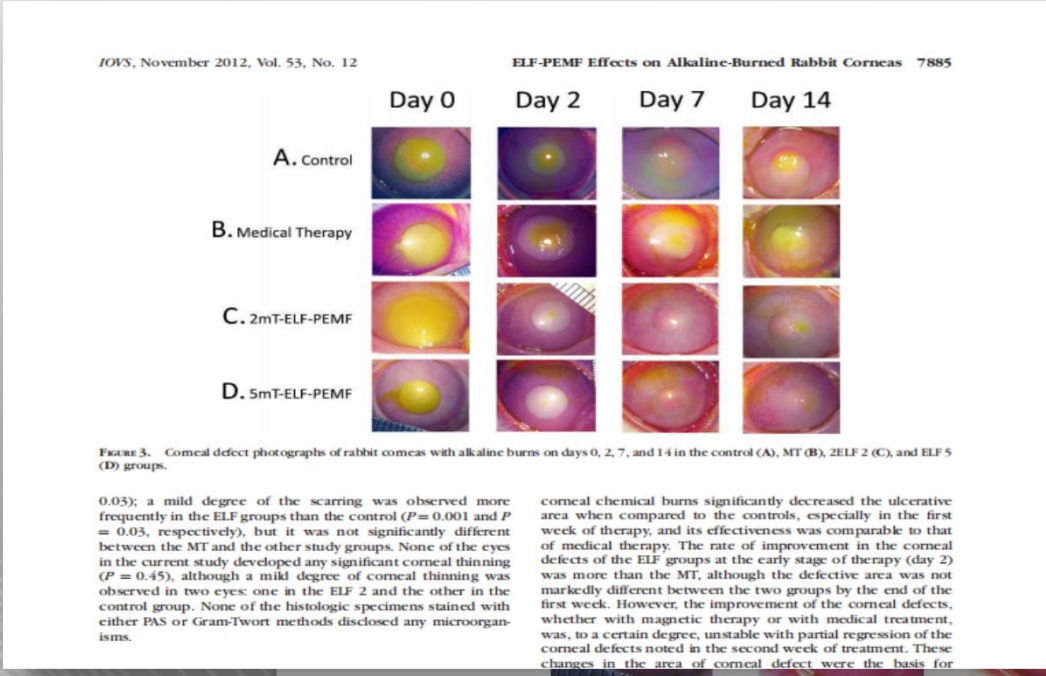 IOVS, November 2012, Vol. 53, No. 12
ELF-PEMF Effects on Alkaline-Burned Rabbit Corneas 7885
Day 0 Day 2 Day 7 Day 14
A. Control
B. Medical Therapy
C. 2mT-ELF-PEMF
D. 5mT-ELF-PEMF
FIGURE 3. Corneal defect photographs of rabbit corneas with alkaline burns on days 0, 2, 7, and 14 in the control (A), MT (B), 2ELF 2 (C), and ELF 5
(D) groups.
0.03); a mild degree of the scarring was observed more
frequently in the ELF groups than the control (P = 0.001 and P
= 0.03, respectively), but it was not significantly different
between the MT and the other study groups. None of the eyes
in the current study developed any significant corneal thinning
(P = 0.45), although a mild degree of corneal thinning was
observed in two eyes: one in the ELF 2 and the other in the
control group. None of the histologic specimens stained with
either PAS or Gram-Twort methods disclosed any microorgan-
isms.
corneal chemical burns significantly decreased the ulcerative
area when compared to the controls, especially in the first
week of therapy, and its effectiveness was comparable to that
of medical therapy. The rate of improvement in the corneal
defects of the ELF groups at the early stage of therapy (day 2)
was more than the MT, although the defective area was not
markedly different between the two groups by the end of the
first week. However, the improvement of the corneal defects,
whether with magnetic therapy or with medical treatment,
was, to a certain degree, unstable with partial regression of the
corneal defects noted in the second week of treatment. These
changes in the area of corneal defect were the basis for